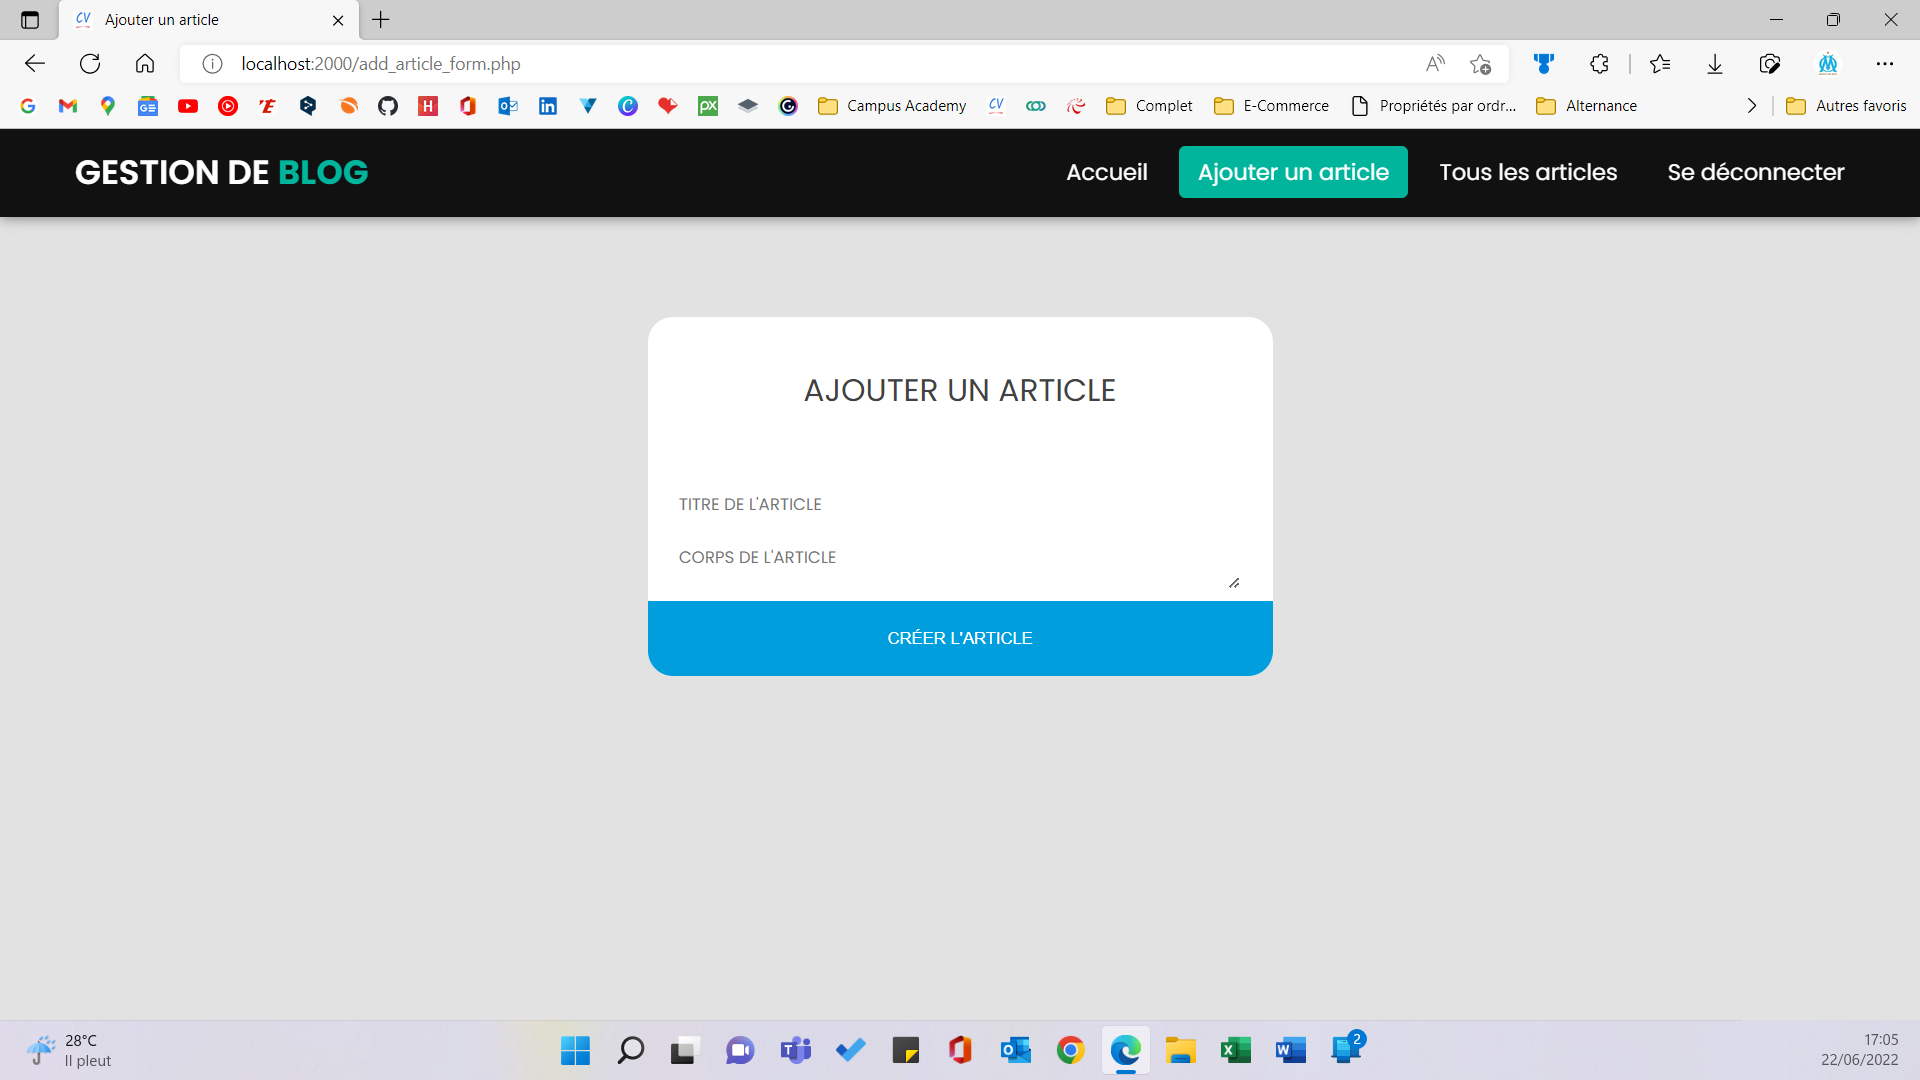 Ajouter un article
localhost:2000/add_article_form.php
Campus Academy
Complet
E-Commerce
Propriétés par ordr...
Alternance
Autres favoris
GESTION DE BLOG
Accueil
Ajouter un article
Tous les articles
Se déconnecter
AJOUTER UN ARTICLE
TITRE DE L'ARTICLE
CORPS DE L'ARTICLE
CRÉER L'ARTICLE
28°C
Il pleut
2
17:05
22/06/2022